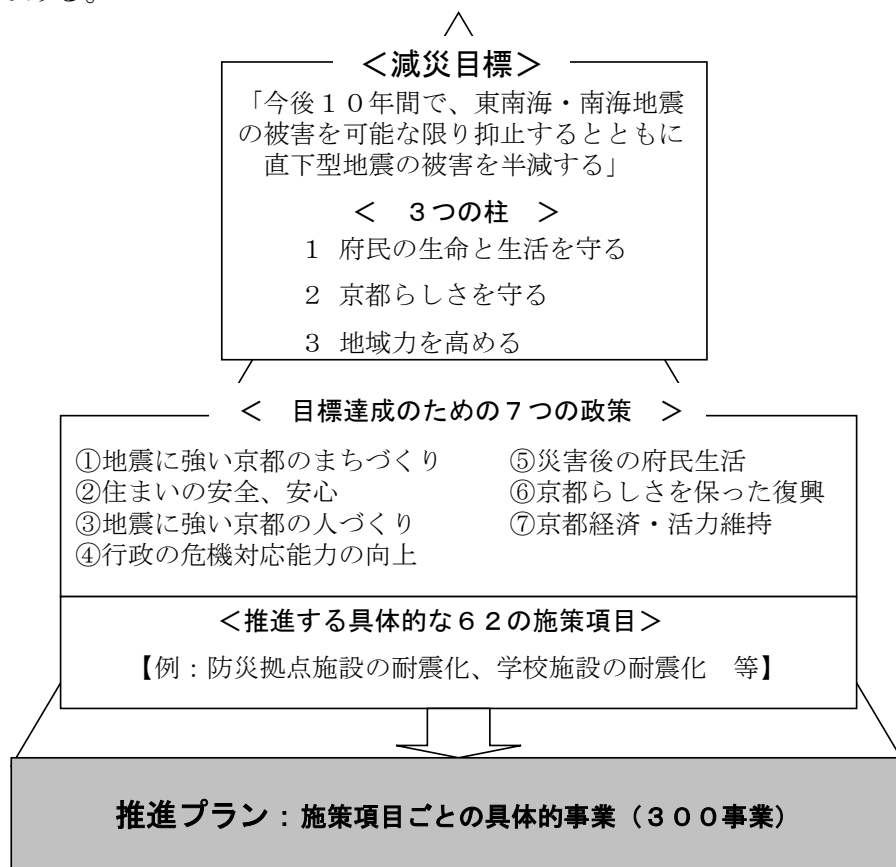 ＜減災目標＞
「今後１０年間で、東南海・南海地震
の被害を可能な限り抑止するとともに
直下型地震の被害を半減する」
＜　３つの柱　＞
１ 府民の生命と生活を守る
２ 京都らしさを守る
３ 地域力を高める
＜　目標達成のための７つの政策　＞
①地震に強い京都のまちづくり
②住まいの安全、安心
③地震に強い京都の人づくり
④行政の危機対応能力の向上
⑤災害後の府民生活
⑥京都らしさを保った復興
⑦京都経済・活力維持
＜推進する具体的な６２の施策項目＞
【例：防災拠点施設の耐震化、学校施設の耐震化　等】
推進プラン：施策項目ごとの具体的事業（３００事業）